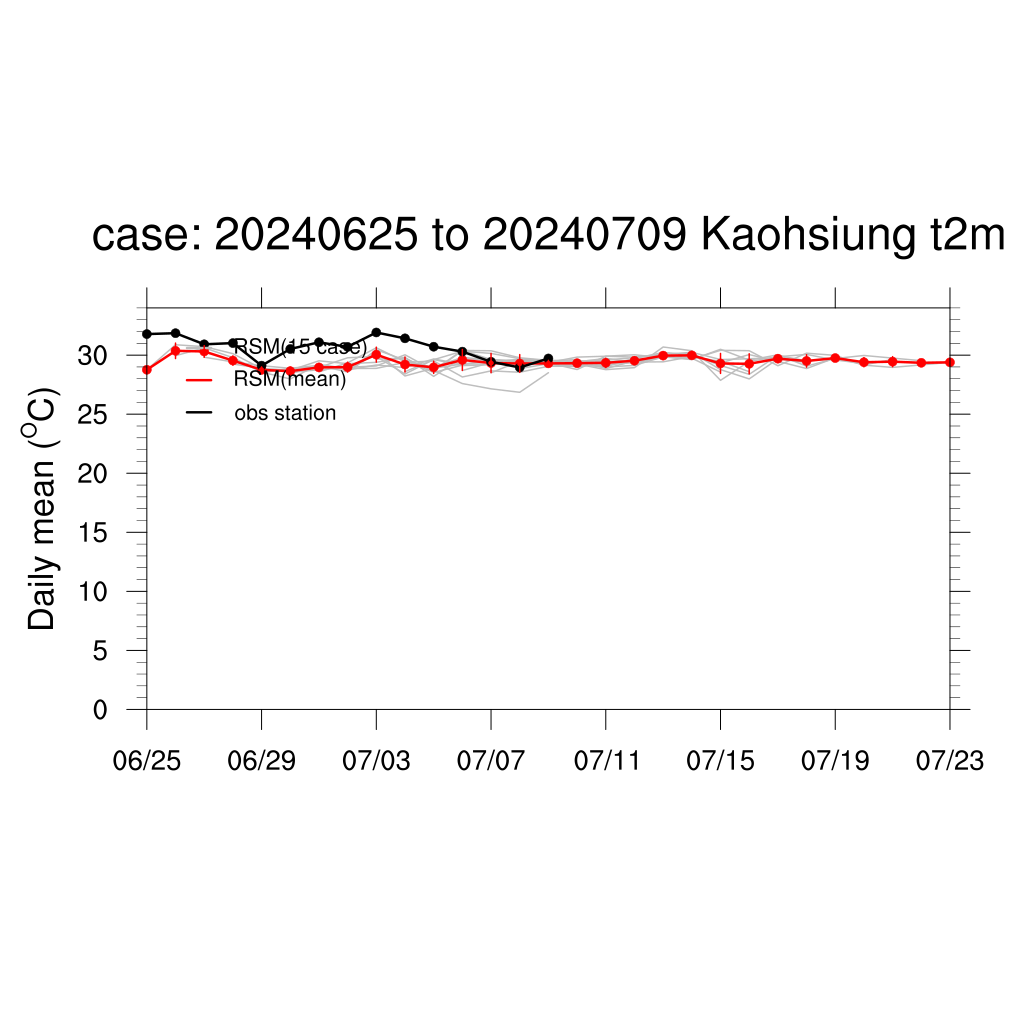 case: 20240625 to 20240709 Kaohsiung t2m
Daily mean (°C)
30
25
20
15
10
5
0
RSM(15 case)
RSM(mean)
obs station
06/25 06/29 07/03 07/07 07/11 07/15 07/19 07/23